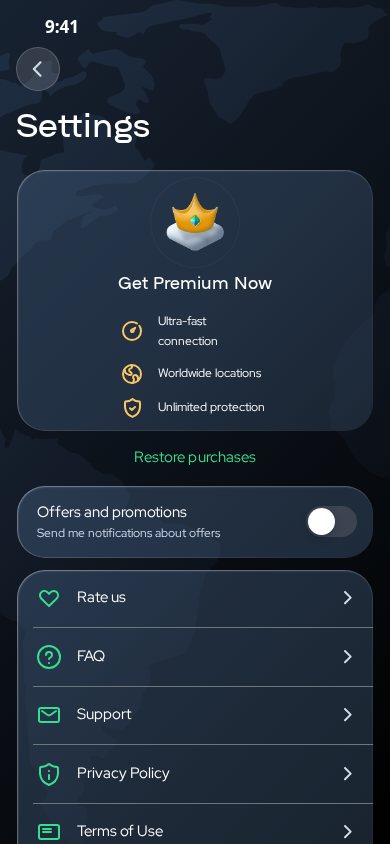 9:41
Settings
Get Premium Now
Ultra-fast
connection
Worldwide locations
Unlimited protection
Restore purchases
Offers and promotions
Send me notifications about offers
Rate us
FAQ
Support
Privacy Policy
Terms of Use